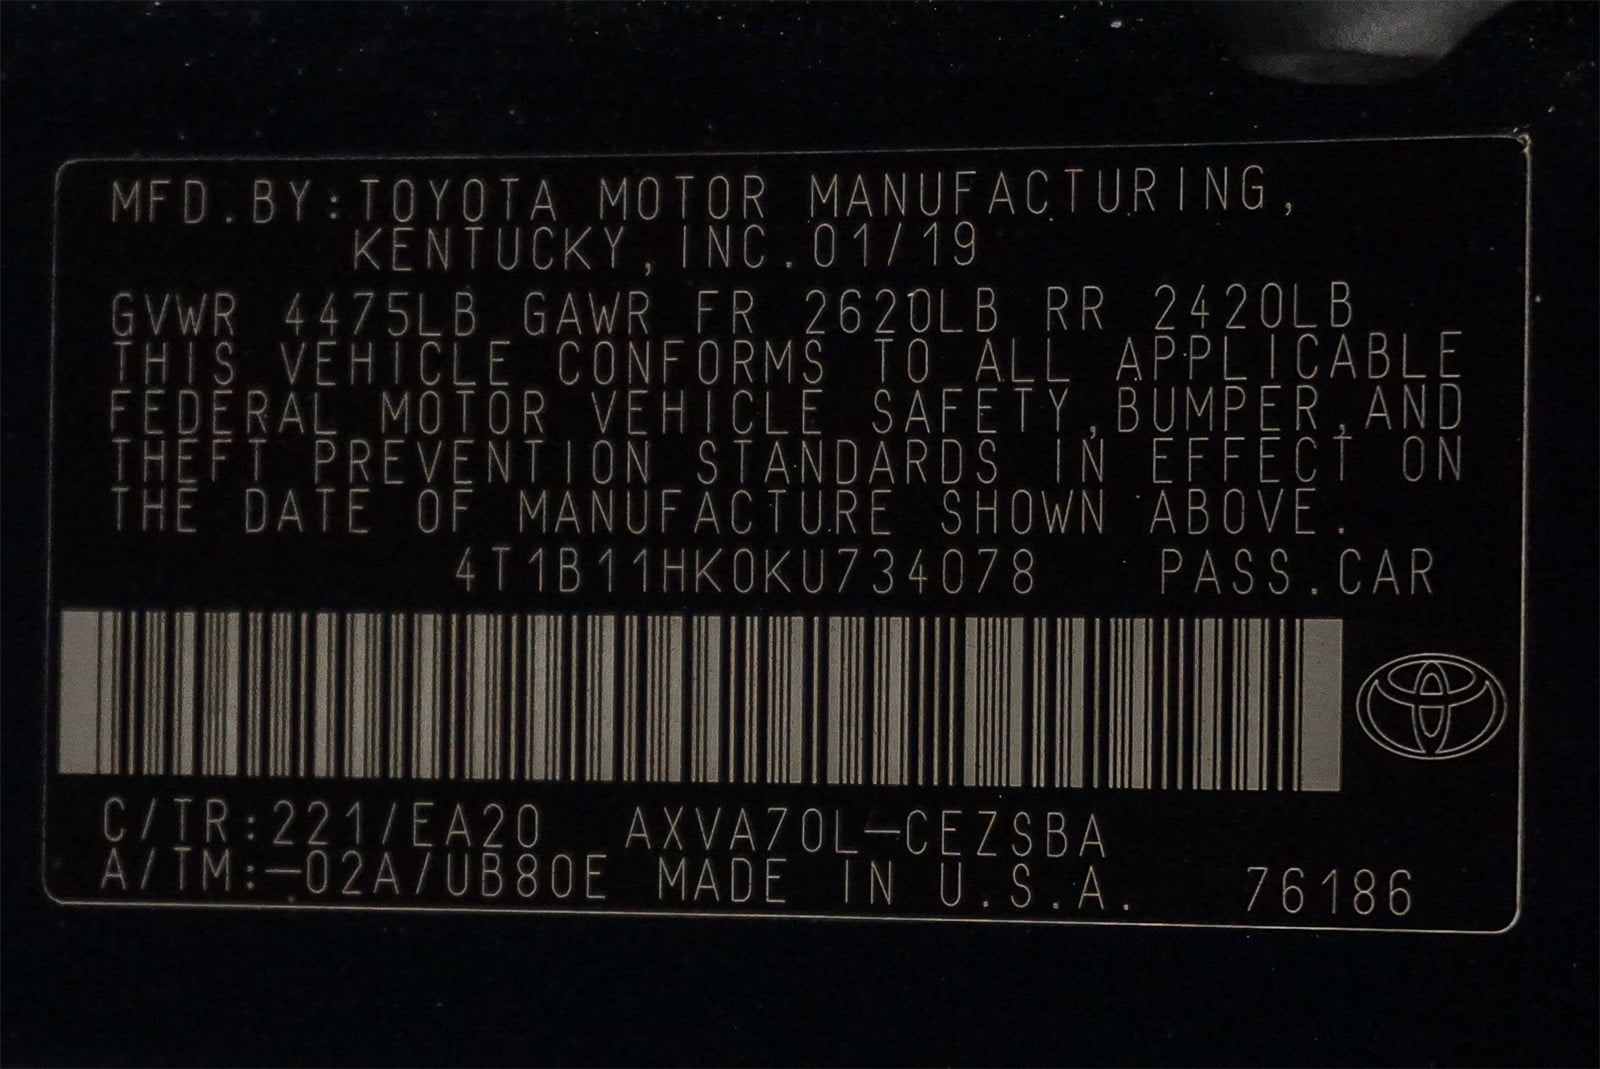 MFD.BY:TOYOTA MOTOR MANUFACTURING,
KENTUCKY, INC.01/19
GVWR 4475LB GAWR FR 2620LB RR 2420LB
THIS VEHICLE CONFORMS TO ALL APPLICABLE
FEDERAL MOTOR VEHICLE SAFETY,BUMPER,AND
THEFT PREVENTION STANDARDS IN EFFECT ON
THE DATE OF MANUFACTURE SHOWN ABOVE.
4T1B11HK0KU734078 PASS.CAR
C/TR:221/EA20 AXVA70L-CEZSBA
A/TM:-02A/UB80E MADE IN U.S.A. 76186